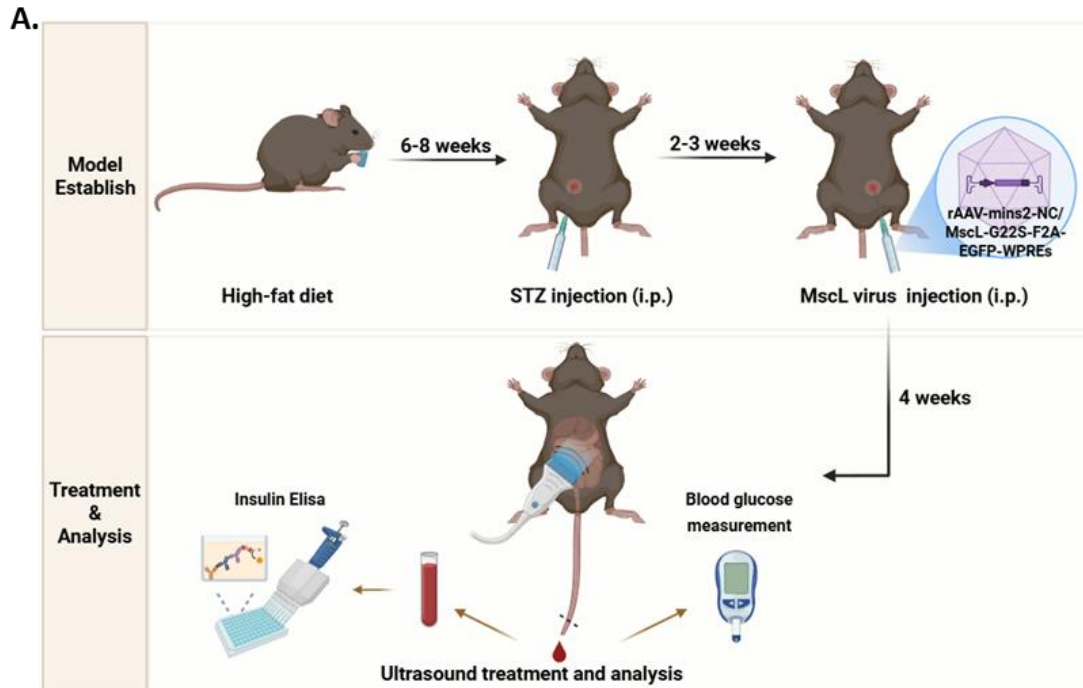 A.
Model
Establish
6-8 weeks
2-3 weeks
rAAV-mins2-NC/
MscL-G22S-F2A-
EGFP-WPREs
High-fat diet
STZ injection (i.p.)
MscL virus injection (i.p.)
4 weeks
Treatment
&
Analysis
Insulin Elisa
Blood glucose
measurement
Ultrasound treatment and analysis